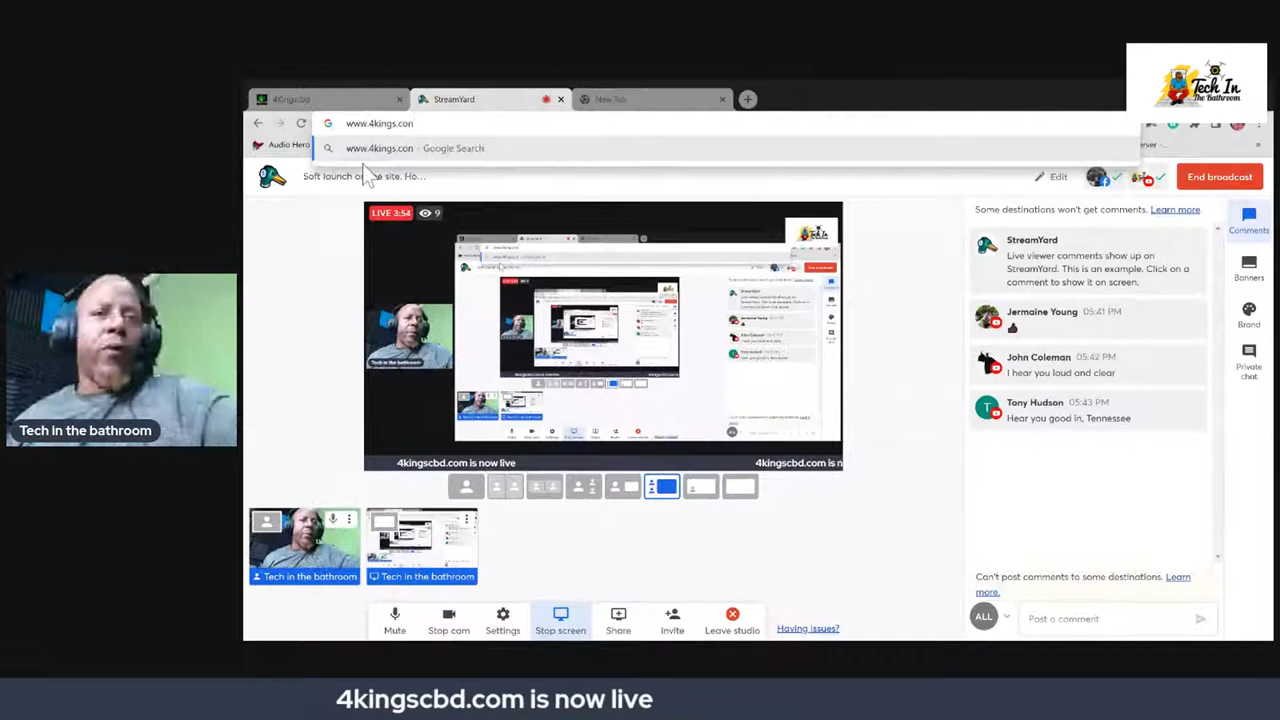 Tech In
The Bathroom
4Kingscbd
StreamYard
New Tab
www.4kings.con
Audio Hero
www.4kings.con - Google Search
Soft launch o
site. Ho...
Edit
End broadcast
LIVE 3:54
9
Some destinations won't get comments. Learn more
Comments
StreamYard
Live viewer comments show up on
StreamYard. This is an example. Click on a
comment to show it on screen.
Banners
Jermaine Young 05:41 PM
Brand
John Coleman 05:42 PM
I hear you loud and clear
Private
chat
Tony Hudson 05:43 PM
Hear you good in, Tennessee
Tech in the bathroom
Tech in the bathroom
4kingscbd.com is now live
4kingscbd.com is n
Tech in the bathroom
Tech in the bathroom
Can't post comments to some destinations. Learn
more.
ALL
Post a comment
Mute
Stop cam
Settings
Stop screen
Share
Invite
Leave studio
Having issues?
4kingscbd.com is now live